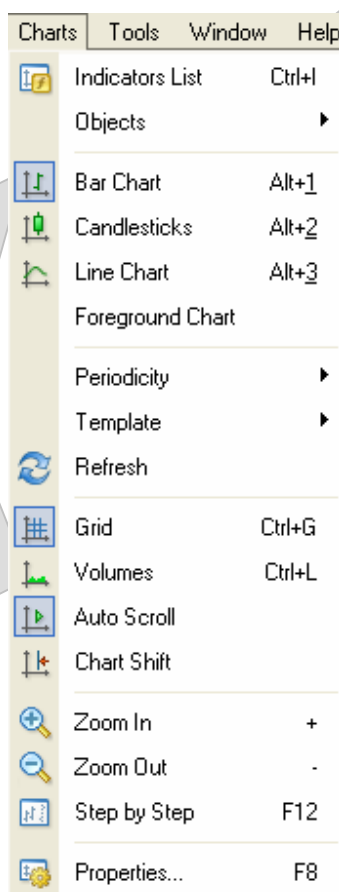 Charts Tools Window Help
Indicators List Ctrl+I
Objects
Bar Chart Alt+1
Candlesticks Alt+2
Line Chart Alt+3
Foreground Chart
Periodicity
Template
Refresh
Grid Ctrl+G
Volumes Ctrl+L
Auto Scroll
Chart Shift
Zoom In +
Zoom Out -
Step by Step F12
Properties... F8